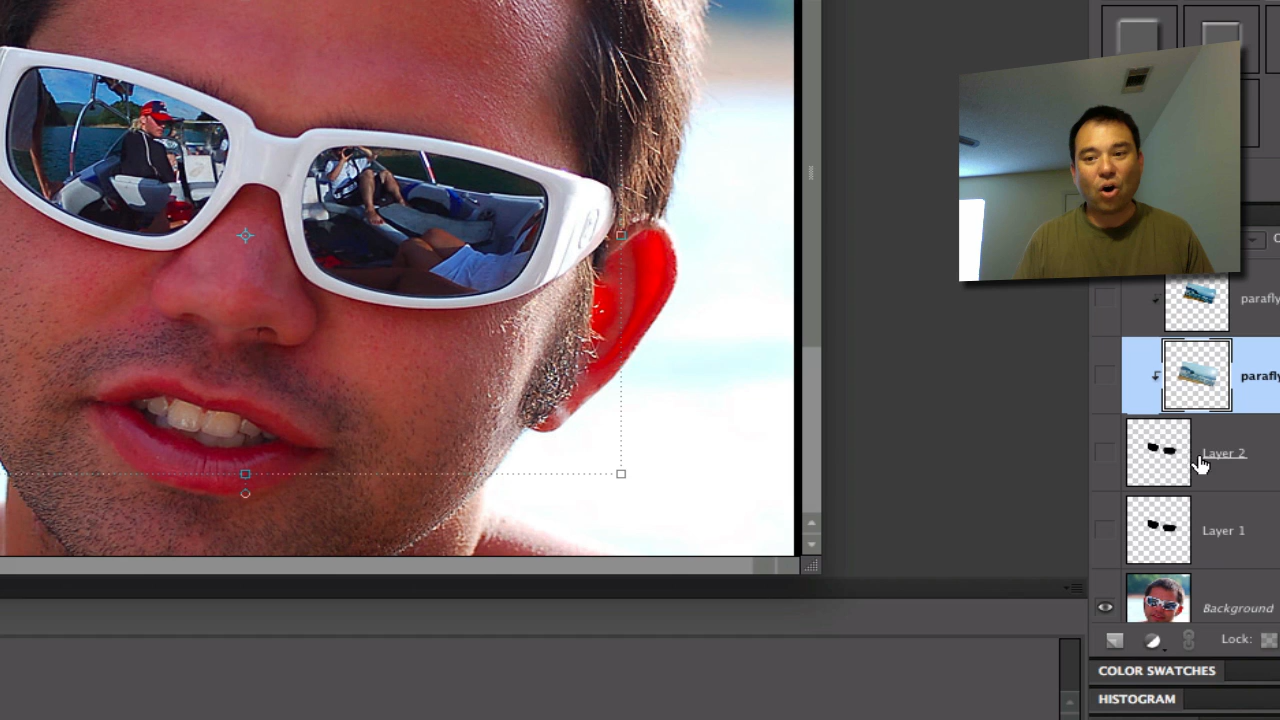 parafly
parafly
Layer 2
Layer 1
Background
Lock:
COLOR SWATCHES
HISTOGRAM